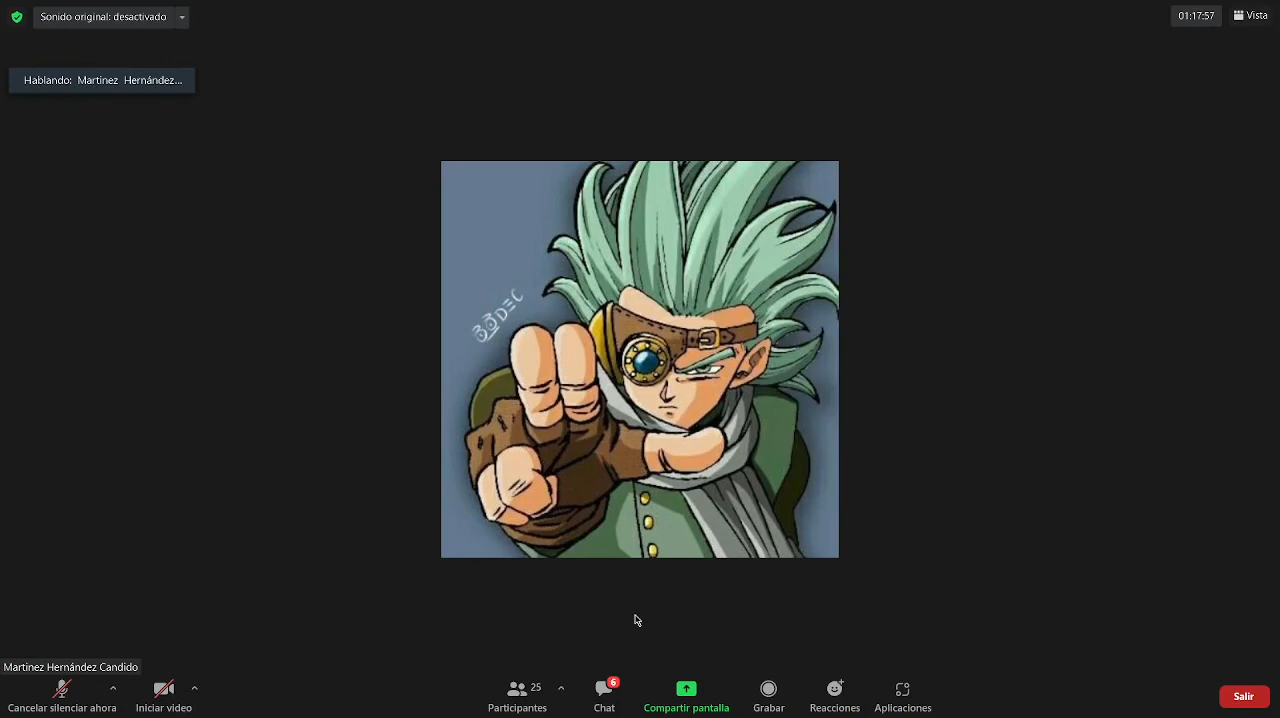 Sonido original: desactivado
01:17:57
Vista
Hablando: Martinez Hernández...
Martinez Hernández Candido
25
6
Cancelar silenciar ahora
Iniciar video
Participantes
Chat
Compartir pantalla
Grabar
Reacciones
Aplicaciones
Salir